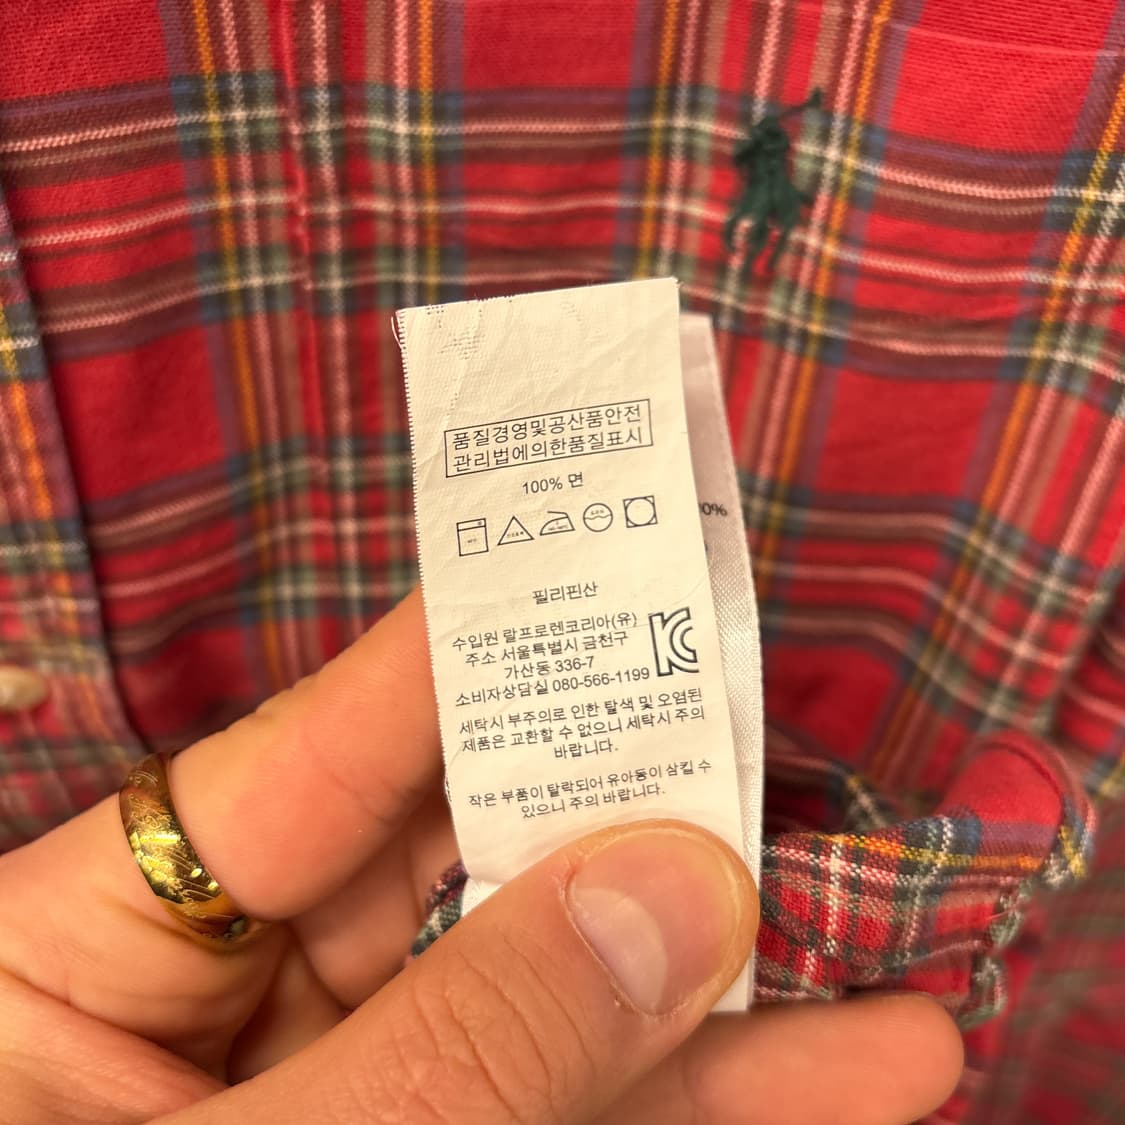 품질경영및공산품안전
관리법에의한품질표시
100% 면
필리핀산
수입원 랄프로렌코리아(유)
주소 서울특별시 금천구
가산동 336-7
소비자상담실 080-566-1199
세탁시 부주의로 인한 탈색 및 오염된
제품은 교환할 수 없으니 세탁시 주의
바랍니다.
작은 부품이 탈락되어 유아동이 삼킬 수
있으니 주의 바랍니다.